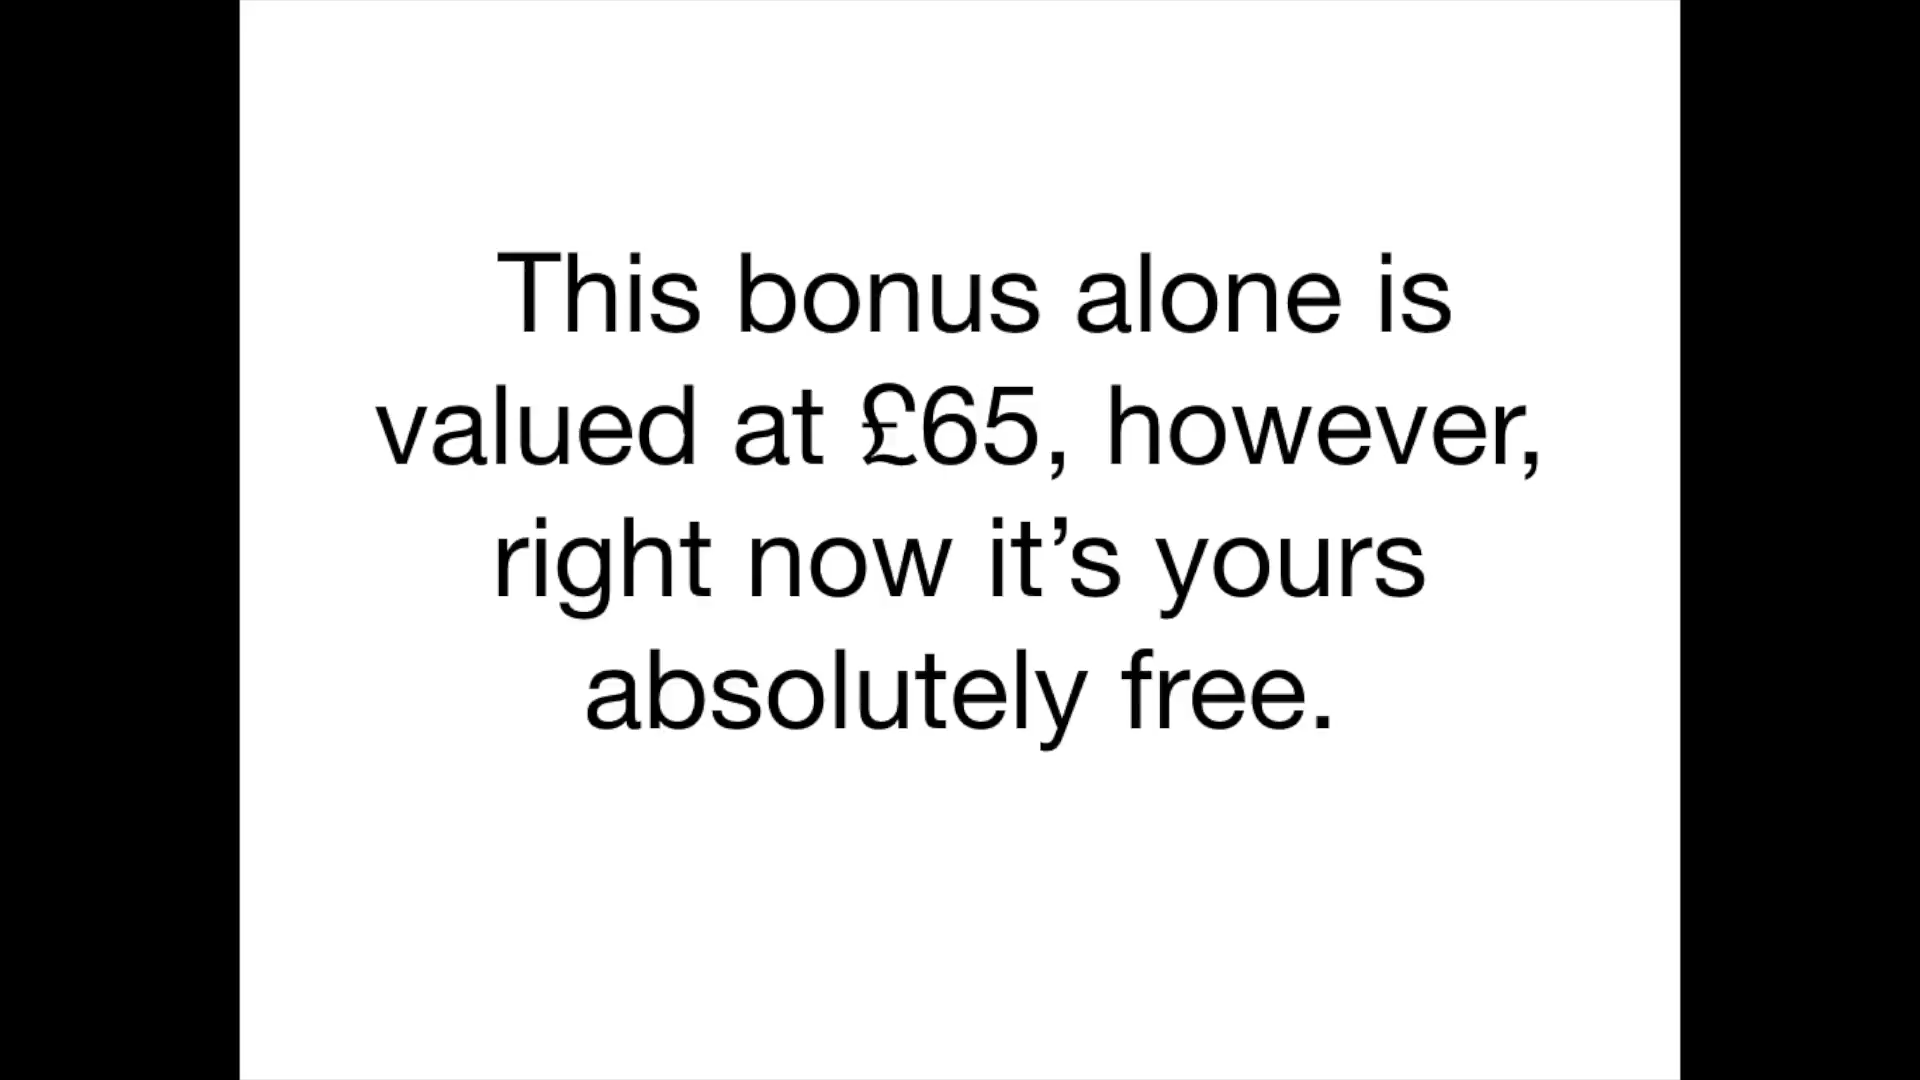 This bonus alone is
valued at £65, however,
right now it’s yours
absolutely free.